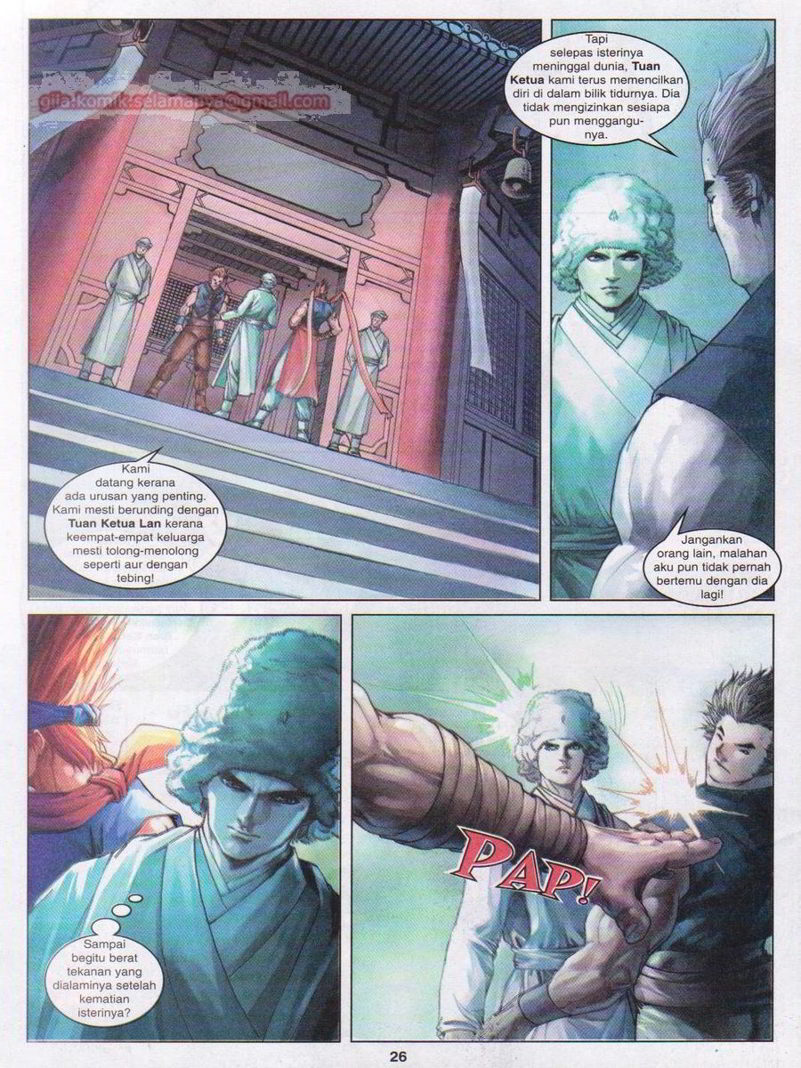 giia.komik-selamanya@gmail.com
Kami
datang kerana
ada urusan yang penting.
Kami mesti berunding dengan
Tuan Ketua Lan kerana
keempat-empat keluarga
mesti tolong-menolong
seperti aur dengan
tebing!
Tapi
selepas isterinya
meninggal dunia, Tuan
Ketua kami terus memencilkan
diri di dalam bilik tidurnya. Dia
tidak mengizinkan sesiapa
pun menggangu-
nya.
Jangankan
orang lain, malahan
aku pun tidak pernah
bertemu dengan dia
lagi!
Sampai
begitu berat
tekanan yang
dialaminya setelah
kematian
isterinya?
PAP!
26